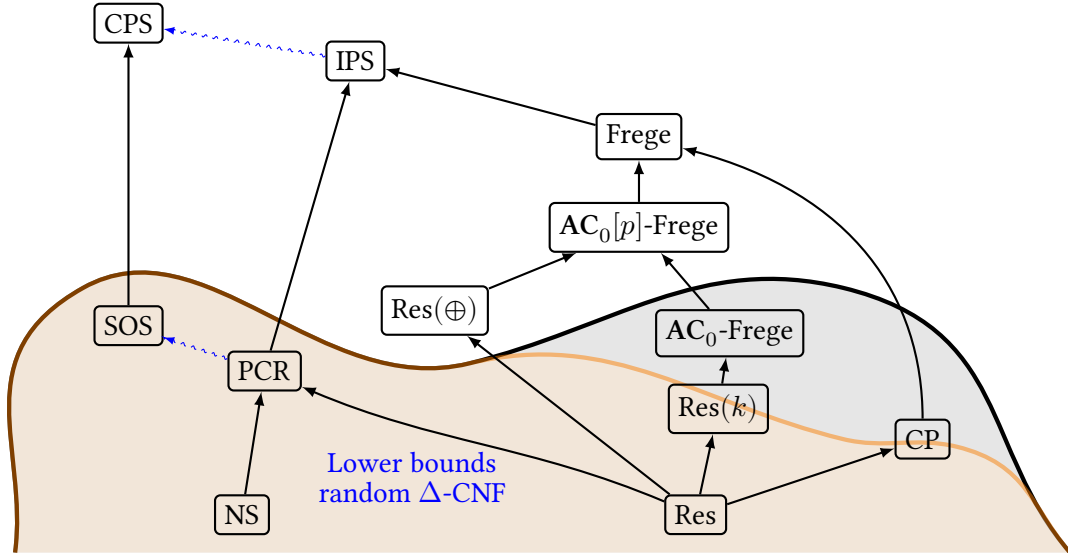 CPS
IPS
Frege
AC₀[p]-Frege
Res(⊕)
SOS
AC₀-Frege
PCR
Res(k)
CP
Lower bounds
random Δ-CNF
NS
Res